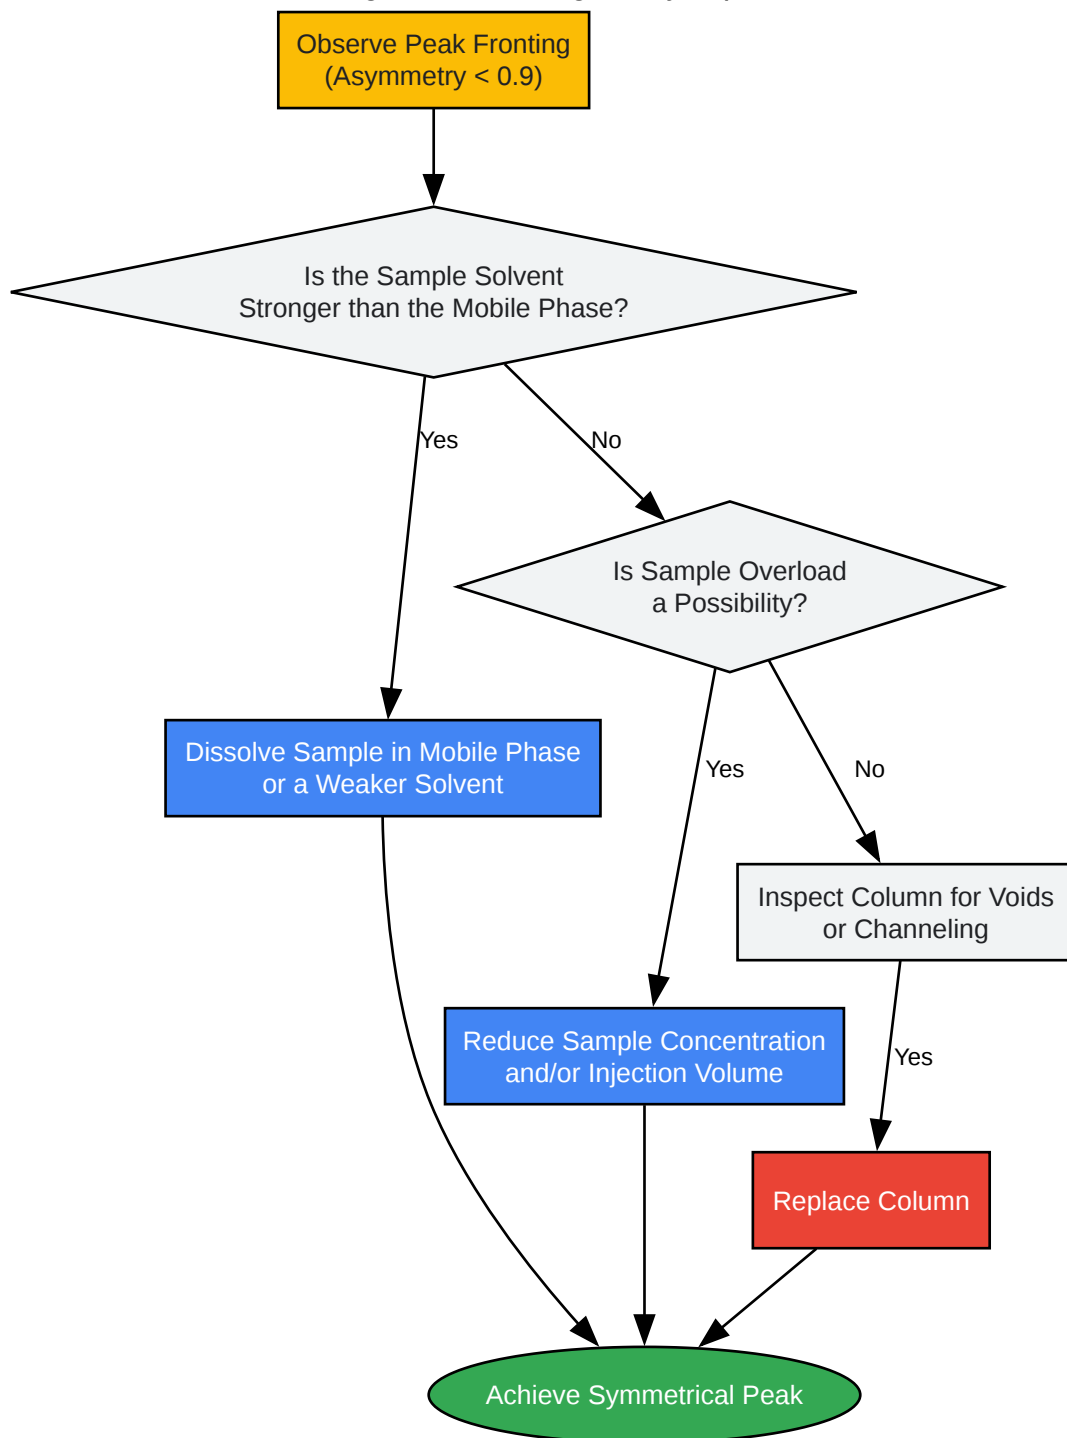 Observe Peak Fronting
(Asymmetry < 0.9)
Is the Sample Solvent
Stronger than the Mobile Phase?
Yes
No
Is Sample Overload
a Possibility?
Dissolve Sample in Mobile Phase
or a Weaker Solvent
Yes
No
Inspect Column for Voids
or Channeling
Reduce Sample Concentration
and/or Injection Volume
Yes
Replace Column
Achieve Symmetrical Peak